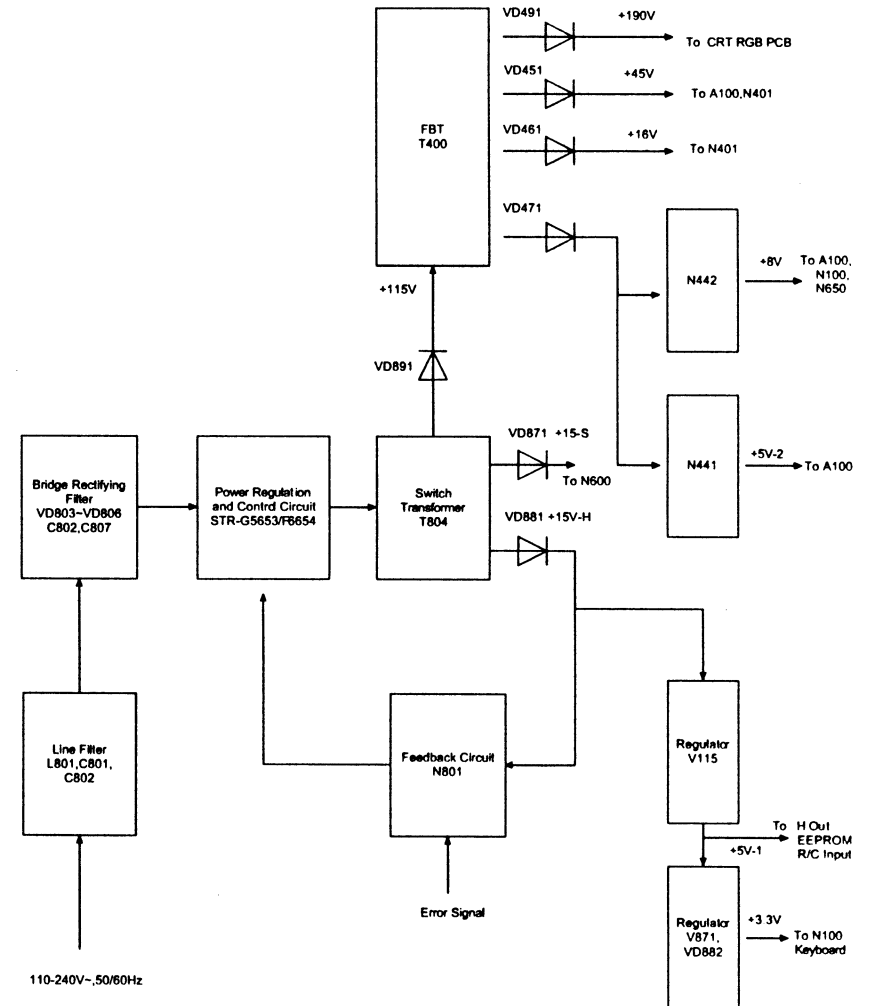 VD491
+190V
To CRT RGB PCB
VD451
+45V
To A100,N401
FBT
T400
VD461
+16V
To N401
VD471
N442
+8V
To A100,
N100,
N650
+115V
VD891
N441
+5V-2
To A100
VD871 +15-S
To N600
Bridge Rectifying
Filter
VD803~VD806
C802,C807
Power Regulation
and Control Circuit
STR-G5653/F6654
Switch
Transformer
T804
VD881 +15V-H
Line Filter
L801,C801,
C802
Feedback Circuit
N801
Regulator
V115
To H Out
EEPROM
R/C Input
+5V-1
Error Signal
Regulator
V871,
VD882
+3.3V
To N100
Keyboard
110-240V~,50/60Hz